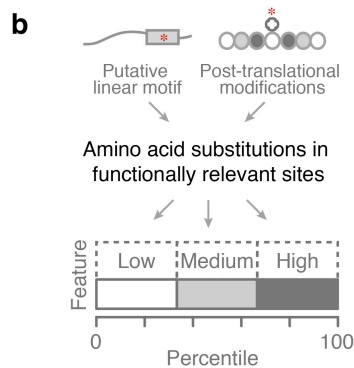 b
*
*
Putative
linear motif
Post-translational
modifications
Amino acid substitutions in
functionally relevant sites
Feature
Low
Medium
High
0
100
Percentile